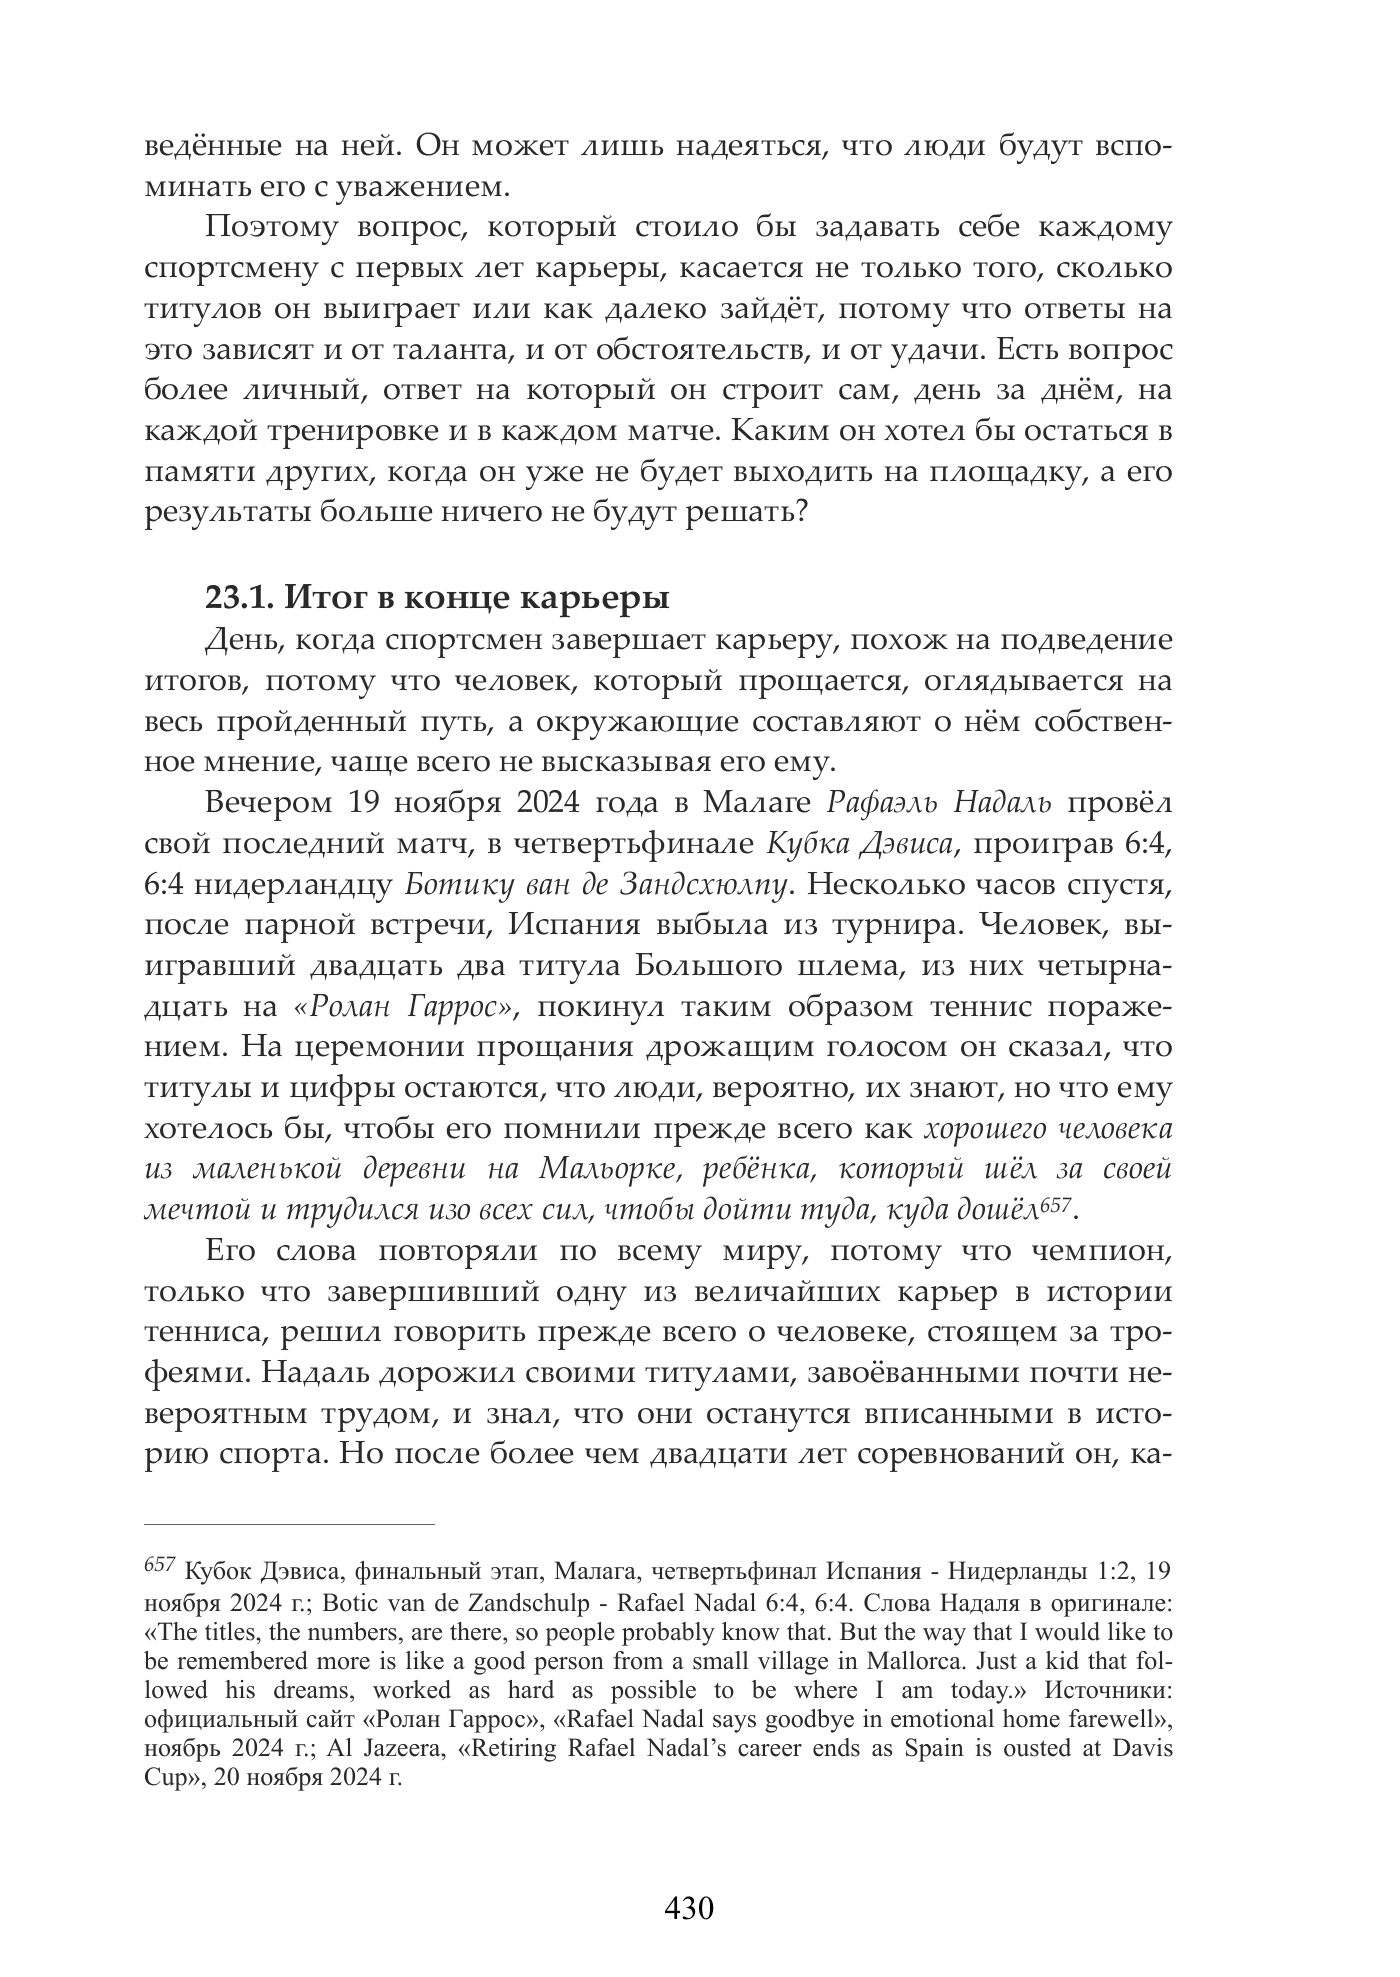 ведённые на ней. Он может лишь надеяться, что люди будут вспо-
минать его с уважением.
Поэтому вопрос, который стоило бы задавать себе каждому
спортсмену с первых лет карьеры, касается не только того, сколько
титулов он выиграет или как далеко зайдёт, потому что ответы на
это зависят и от таланта, и от обстоятельств, и от удачи. Есть вопрос
более личный, ответ на который он строит сам, день за днём, на
каждой тренировке и в каждом матче. Каким он хотел бы остаться в
памяти других, когда он уже не будет выходить на площадку, а его
результаты больше ничего не будут решать?
23.1. Итог в конце карьеры
День, когда спортсмен завершает карьеру, похож на подведение
итогов, потому что человек, который прощается, оглядывается на
весь пройденный путь, а окружающие составляют о нём собствен-
ное мнение, чаще всего не высказывая его ему.
Вечером 19 ноября 2024 года в Малаге Рафаэль Надаль провёл
свой последний матч, в четвертьфинале Кубка Дэвиса, проиграв 6:4,
6:4 нидерландцу Ботику ван де Зандсхюлпу. Несколько часов спустя,
после парной встречи, Испания выбыла из турнира. Человек, вы-
игравший двадцать два титула Большого шлема, из них четырна-
дцать на «Ролан Гаррос», покинул таким образом теннис пораже-
нием. На церемонии прощания дрожащим голосом он сказал, что
титулы и цифры остаются, что люди, вероятно, их знают, но что ему
хотелось бы, чтобы его помнили прежде всего как хорошего человека
из маленькой деревни на Мальорке, ребёнка, который шёл за своей
мечтой и трудился изо всех сил, чтобы дойти туда, куда дошёл657.
Его слова повторяли по всему миру, потому что чемпион,
только что завершивший одну из величайших карьер в истории
тенниса, решил говорить прежде всего о человеке, стоящем за тро-
феями. Надаль дорожил своими титулами, завоёванными почти не-
вероятным трудом, и знал, что они останутся вписанными в исто-
рию спорта. Но после более чем двадцати лет соревнований он, ка-
657 Кубок Дэвиса, финальный этап, Малага, четвертьфинал Испания - Нидерланды 1:2, 19
ноября 2024 г.; Botic van de Zandschulp - Rafael Nadal 6:4, 6:4. Слова Надаля в оригинале:
«The titles, the numbers, are there, so people probably know that. But the way that I would like to
be remembered more is like a good person from a small village in Mallorca. Just a kid that fol-
lowed his dreams, worked as hard as possible to be where I am today.» Источники:
официальный сайт «Ролан Гаррос», «Rafael Nadal says goodbye in emotional home farewell»,
ноябрь 2024 г.; Al Jazeera, «Retiring Rafael Nadal’s career ends as Spain is ousted at Davis
Cup», 20 ноября 2024 г.
430